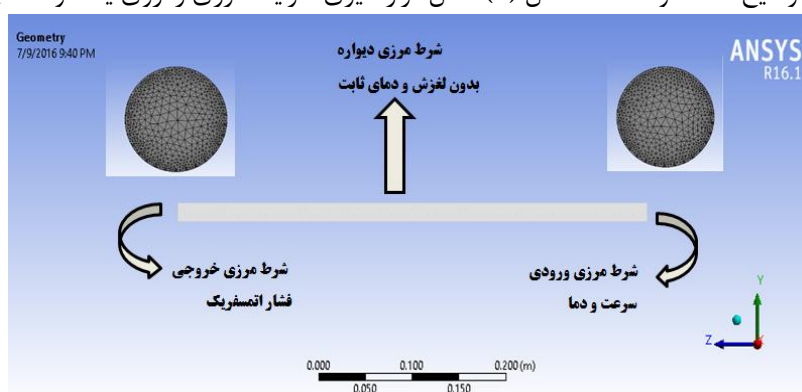 Geometry
7/9/2016 9:40 PM
ANSYS
R16.1
شرط مرزی دیواره
بدون لغزش و دمای ثابت
شرط مرزی خروجی
فشار اتمسفریک
شرط مرزی ورودی
سرعت و دما
Y
Z
0.000 0.100 0.200 (m)
0.050 0.150